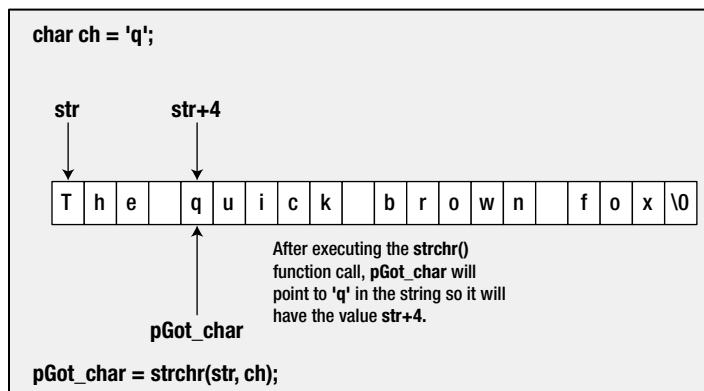 char ch = 'q';
str str+4
T h e q u i c k b r o w n f o x \0
After executing the strchr()
function call, pGot_char will
point to 'q' in the string so it will
have the value str+4.
pGot_char
pGot_char = strchr(str, ch);